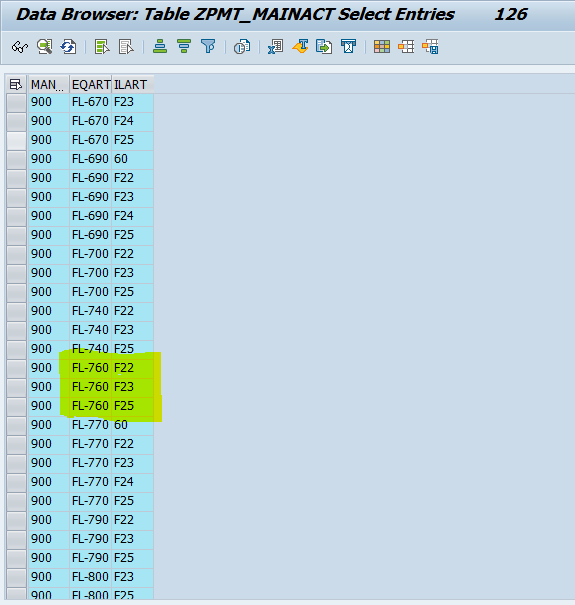 Data Browser: Table ZPMT_MAINACT Select Entries 126
MAN... EQART ILART
900 FL-670 F23
900 FL-670 F24
900 FL-670 F25
900 FL-690 60
900 FL-690 F22
900 FL-690 F23
900 FL-690 F24
900 FL-690 F25
900 FL-700 F22
900 FL-700 F23
900 FL-700 F25
900 FL-740 F22
900 FL-740 F23
900 FL-740 F25
900 FL-760 F22
900 FL-760 F23
900 FL-760 F25
900 FL-770 60
900 FL-770 F22
900 FL-770 F23
900 FL-770 F24
900 FL-770 F25
900 FL-790 F22
900 FL-790 F23
900 FL-790 F25
900 FL-800 F23
900 FL-800 F25